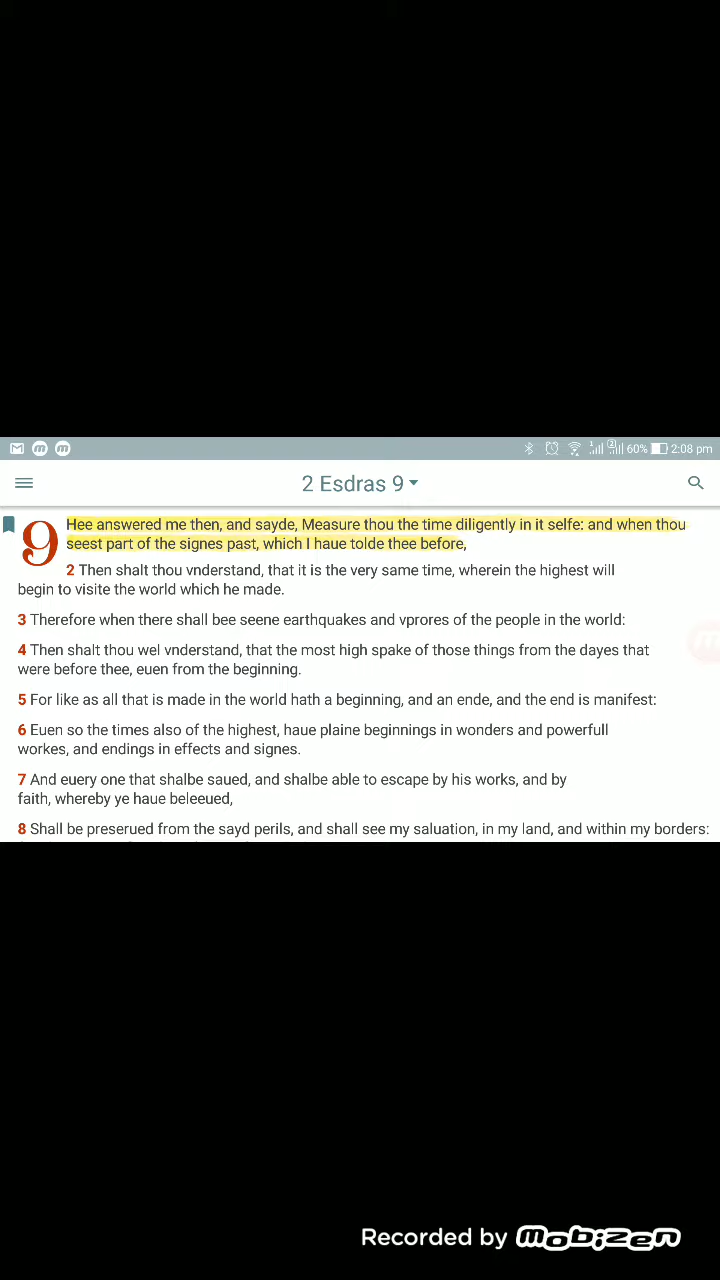 1 2 60% 2:08 pm
2 Esdras 9
9 Hee answered me then, and sayde, Measure thou the time diligently in it selfe: and when thou
seest part of the signes past, which I haue tolde thee before,
2 Then shalt thou vnderstand, that it is the very same time, wherein the highest will
begin to visite the world which he made.
3 Therefore when there shall bee seene earthquakes and vprores of the people in the world:
4 Then shalt thou wel vnderstand, that the most high spake of those things from the dayes that
were before thee, euen from the beginning.
5 For like as all that is made in the world hath a beginning, and an ende, and the end is manifest:
6 Euen so the times also of the highest, haue plaine beginnings in wonders and powerfull
workes, and endings in effects and signes.
7 And euery one that shalbe saued, and shalbe able to escape by his works, and by
faith, whereby ye haue beleeued,
8 Shall be preserued from the sayd perils, and shall see my saluation, in my land, and within my borders:
Recorded by mobizen